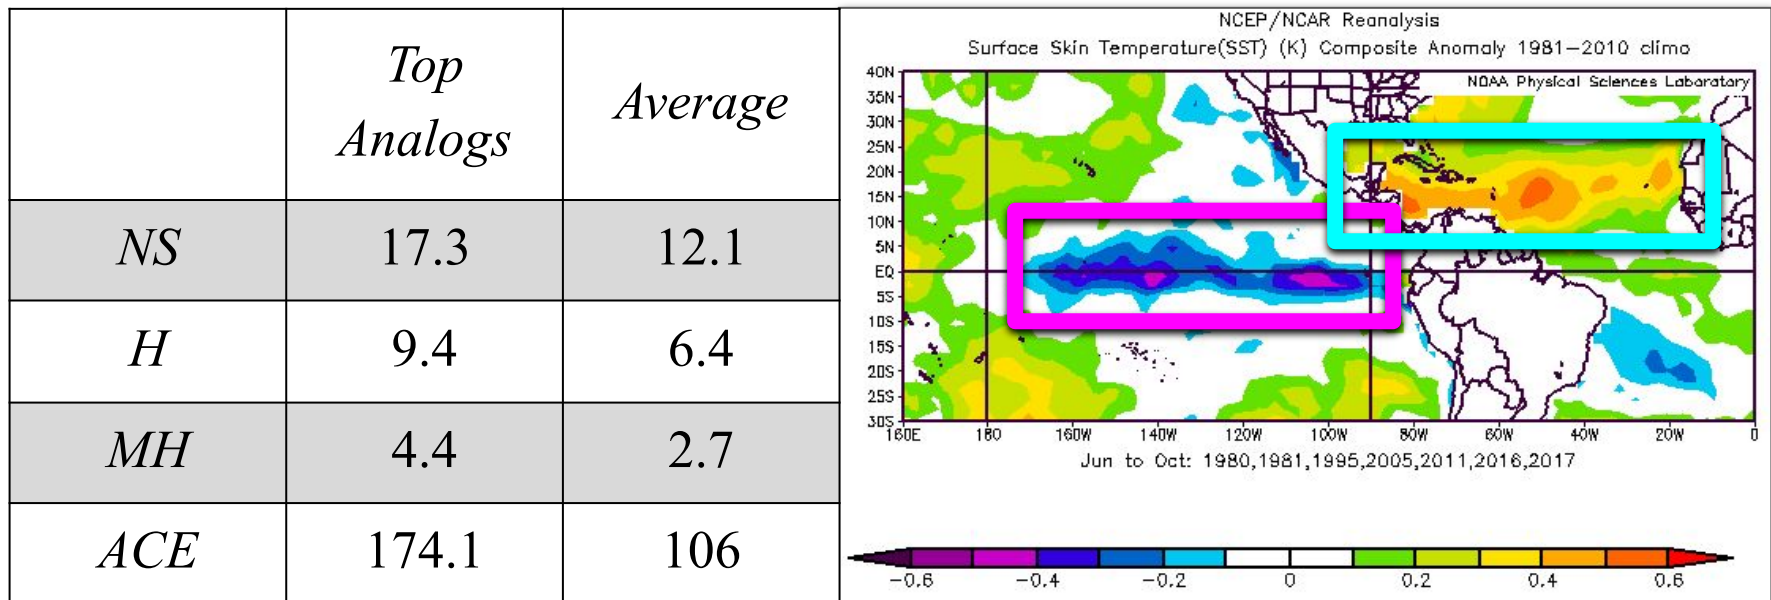 Top Analogs Average
NS 17.3 12.1
H 9.4 6.4
MH 4.4 2.7
ACE 174.1 106
NCEP/NCAR Reanalysis
Surface Skin Temperature(SST) (K) Composite Anomaly 1981-2010 climo
NOAA Physical Sciences Laboratory
40N
35N
30N
25N
20N
15N
10N
5N
EQ
5S
10S
15S
20S
25S
30S
160E 180 160W 140W 120W 100W 80W 60W 40W 20W 0
Jun to Oct: 1980,1981,1995,2005,2011,2016,2017
-0.6 -0.4 -0.2 0 0.2 0.4 0.6